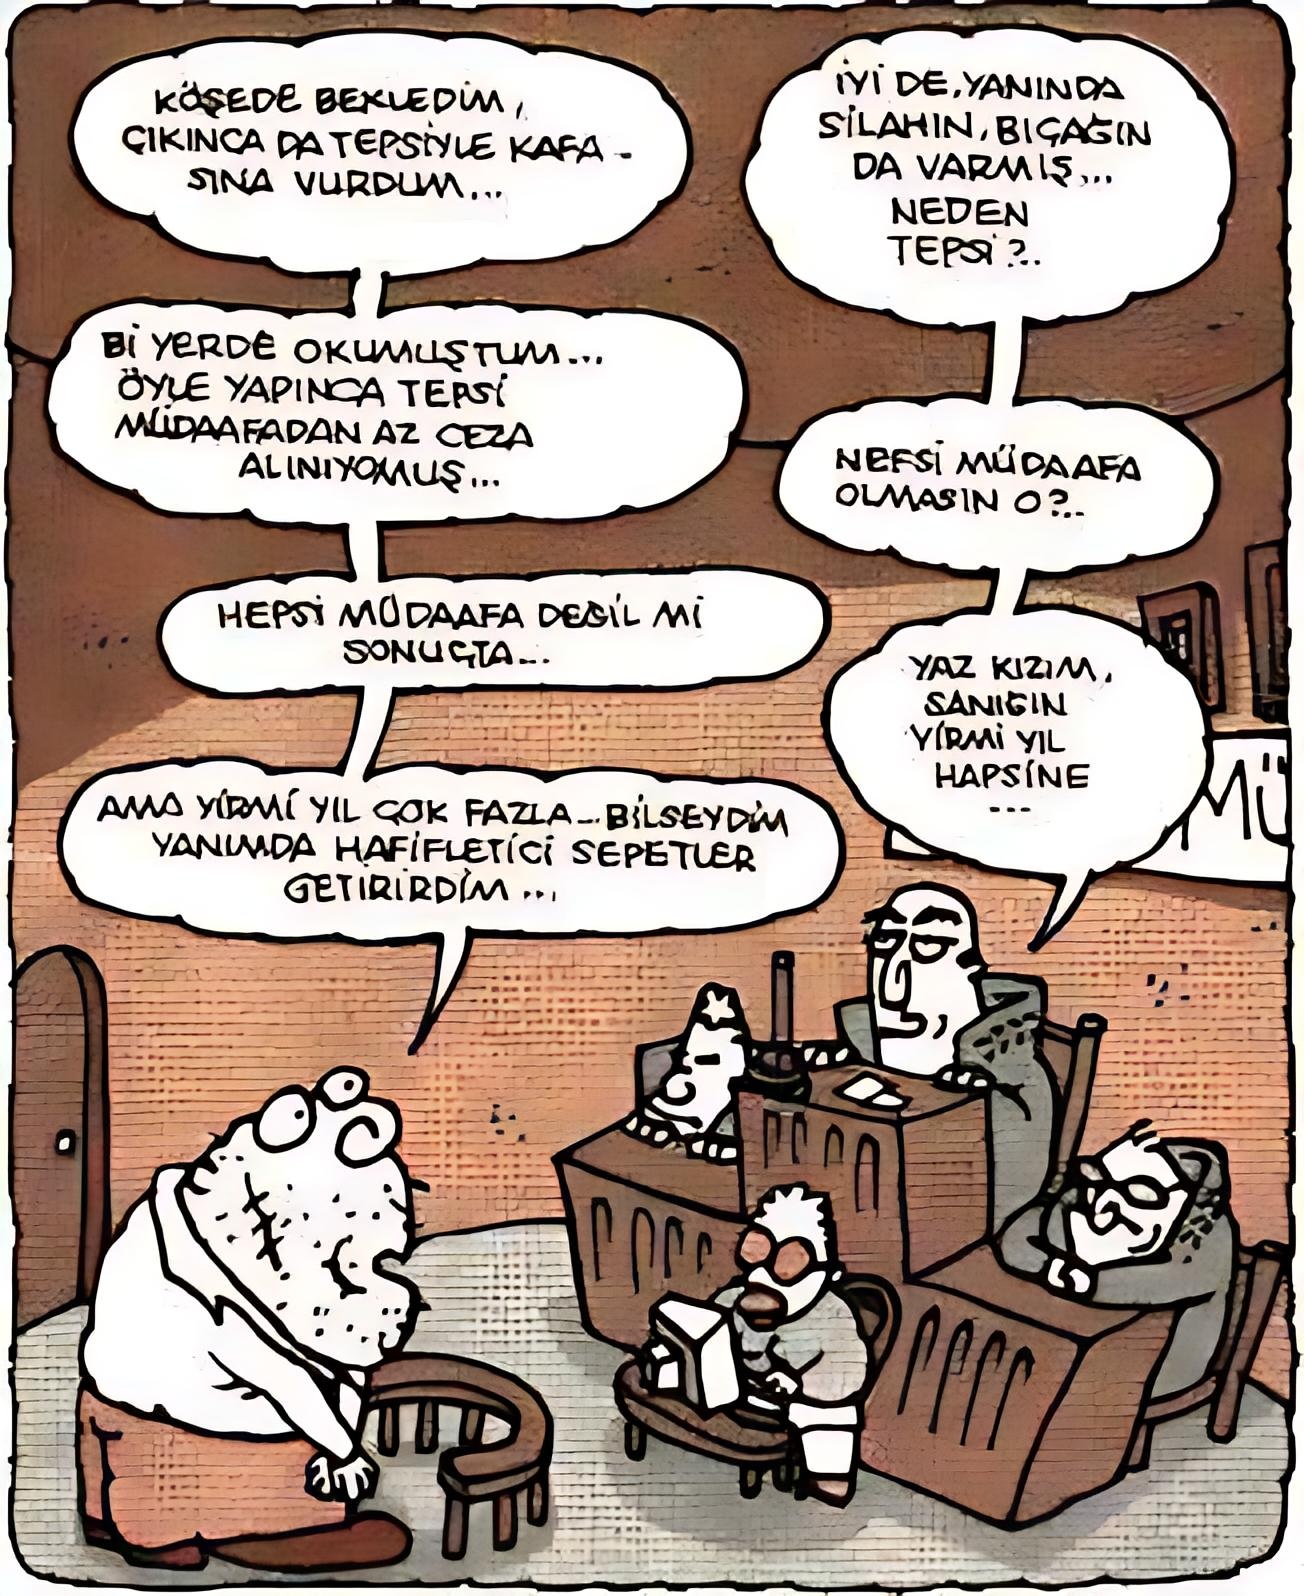 KÖŞEDE BEKLEDİM,
ÇIKINCA DA TEPSİYLE KAFA-
SINA VURDUM...
İYİ DE, YANINDA
SİLAHIN, BIÇAĞIN
DA VARMIŞ...
NEDEN
TEPSİ?..
Bİ YERDE OKUMUŞTUM...
ÖYLE YAPINCA TEPSİ
MÜDAAFADAN AZ CEZA
ALINIYOMUŞ...
NEFSİ MÜDAAFA
OLMASIN O?..
HEPSİ MÜDAAFA DEĞİL Mİ
SONUÇTA...
YAZ KIZIM,
SANIĞIN
YİRMİ YIL
HAPSİNE
...
AMA YİRMİ YIL ÇOK FAZLA... BİLSEYDİM
YANIMDA HAFİFLETİCİ SEPETLER
GETİRİRDİM...
MÜ